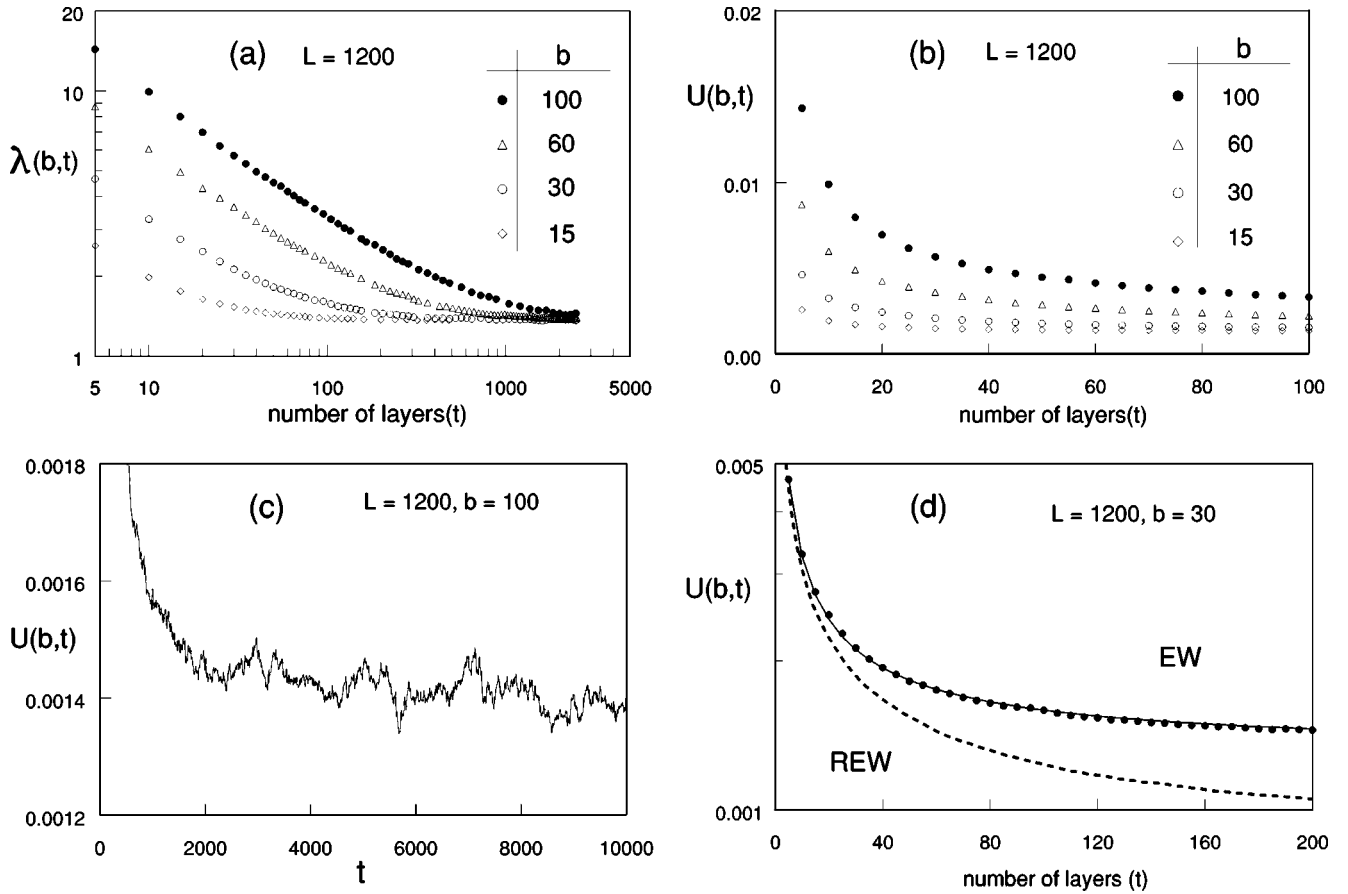 20
10
1
λ(b,t)
(a)
L = 1200
b
100
60
30
15
5
10
100
1000
5000
number of layers(t)
0.02
0.01
0.00
U(b,t)
(b)
L = 1200
b
100
60
30
15
0
20
40
60
80
100
number of layers(t)
0.0018
0.0016
0.0014
0.0012
U(b,t)
(c)
L = 1200, b = 100
0
2000
4000
6000
8000
10000
t
0.005
0.001
U(b,t)
(d)
L = 1200, b = 30
EW
REW
0
40
80
120
160
200
number of layers (t)